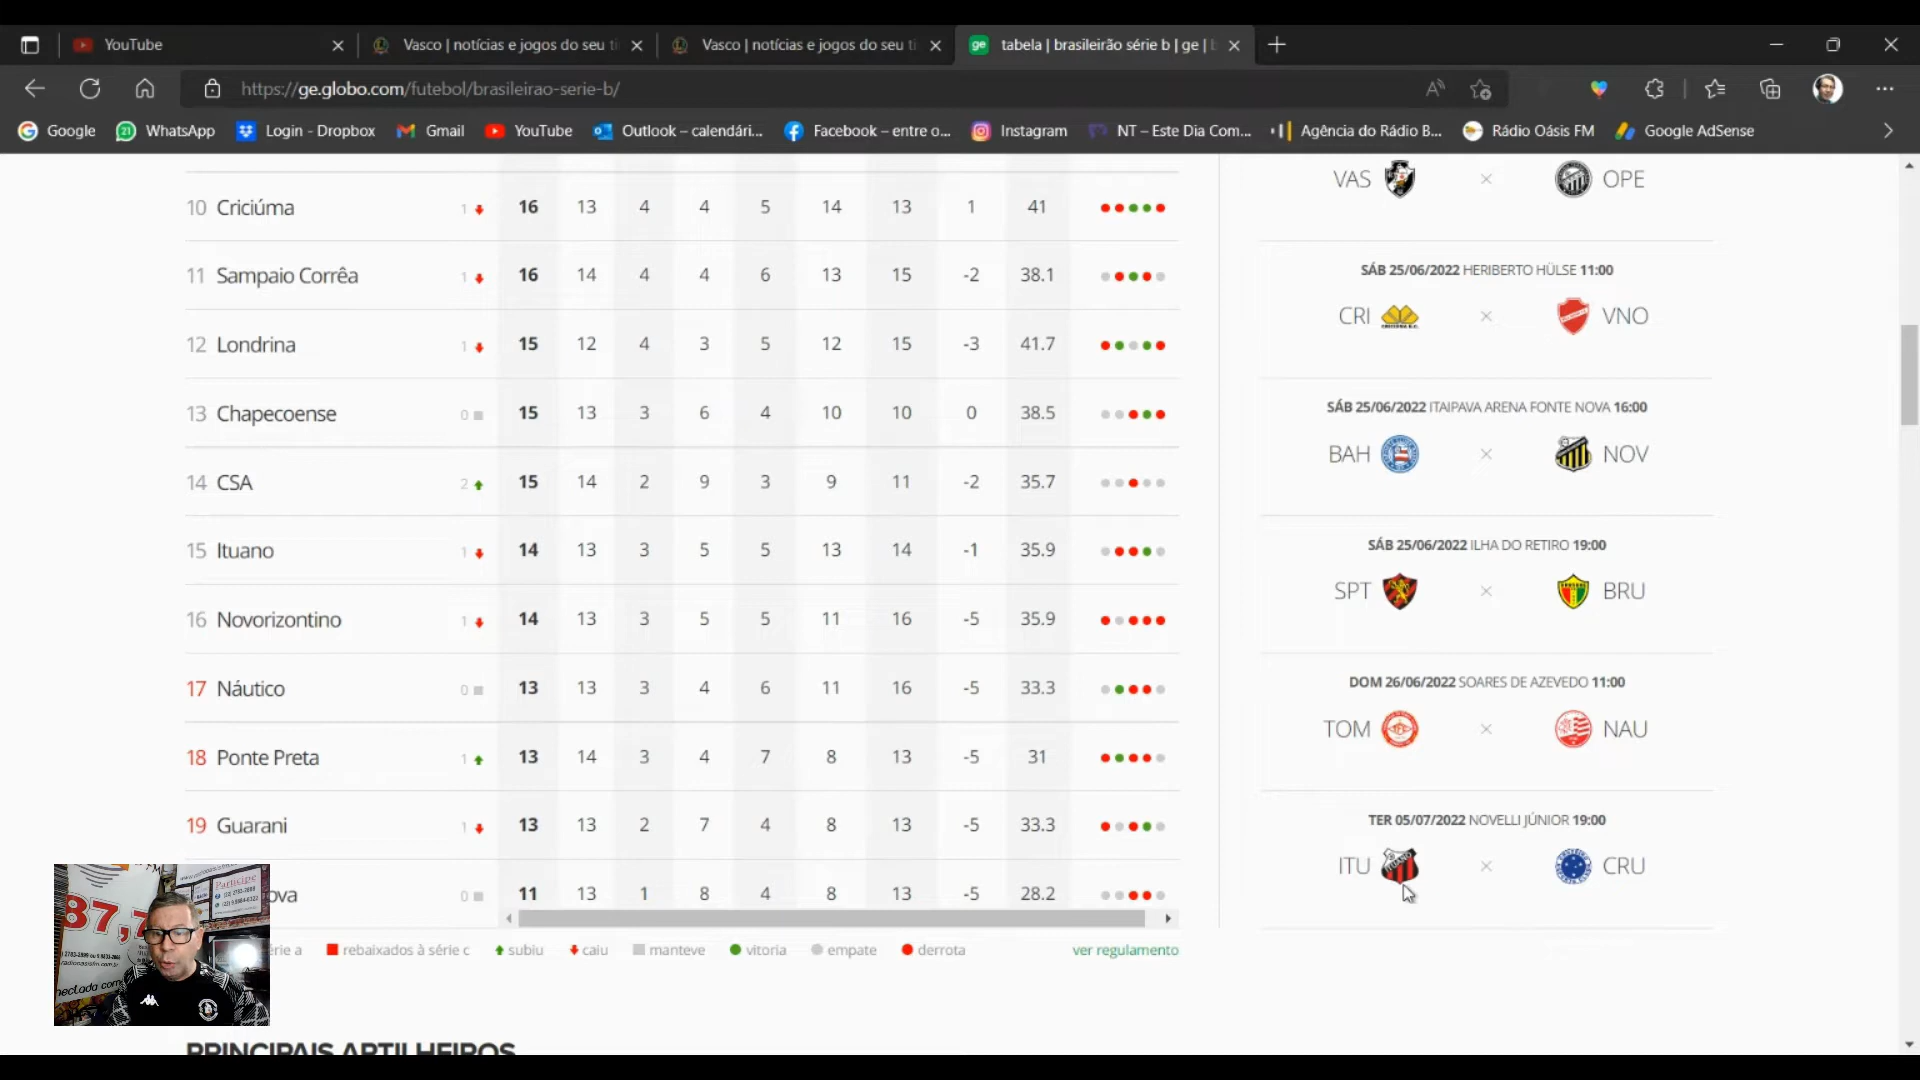 YouTube
Vasco | notícias e jogos do seu ti
Vasco | notícias e jogos do seu ti
ge tabela | brasileirão série b | ge |
https://ge.globo.com/futebol/brasileirao-serie-b/
Google
21 WhatsApp
Login - Dropbox
Gmail
YouTube
Outlook – calendári...
Facebook – entre o...
Instagram
NT – Este Dia Com...
Agência do Rádio B...
Rádio Oásis FM
Google AdSense
10 Criciúma 1 16 13 4 4 5 14 13 1 41
11 Sampaio Corrêa 1 16 14 4 4 6 13 15 -2 38.1
12 Londrina 1 15 12 4 3 5 12 15 -3 41.7
13 Chapecoense 0 15 13 3 6 4 10 10 0 38.5
14 CSA 2 15 14 2 9 3 9 11 -2 35.7
15 Ituano 1 14 13 3 5 5 13 14 -1 35.9
16 Novorizontino 1 14 13 3 5 5 11 16 -5 35.9
17 Náutico 0 13 13 3 4 6 11 16 -5 33.3
18 Ponte Preta 1 13 14 3 4 7 8 13 -5 31
19 Guarani 1 13 13 2 7 4 8 13 -5 33.3
ova 0 11 13 1 8 4 8 13 -5 28.2
érie a
rebaixados à série c
subiu
caiu
manteve
vitoria
empate
derrota
ver regulamento
PRINCIPAIS ARTILHEIROS
VAS × OPE
SÁB 25/06/2022 HERIBERTO HÜLSE 11:00
CRI × VNO
SÁB 25/06/2022 ITAIPAVA ARENA FONTE NOVA 16:00
BAH × NOV
SÁB 25/06/2022 ILHA DO RETIRO 19:00
SPT × BRU
DOM 26/06/2022 SOARES DE AZEVEDO 11:00
TOM × NAU
TER 05/07/2022 NOVELLI JÚNIOR 19:00
ITU × CRU
87,7
Participe